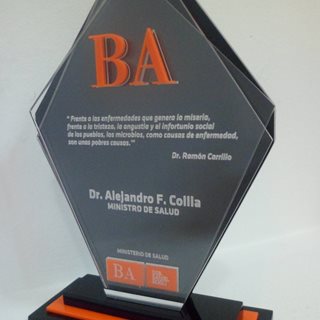 BA
" Frente a las enfermedades que genera la miseria,
frente a la tristeza, la angustia y el infortunio social
de los pueblos, los microbios, como causas de enfermedad,
son unas pobres causas. "
Dr. Ramón Carrillo
Dr. Alejandro F. Collia
MINISTRO DE SALUD
MINISTERIO DE SALUD
BA